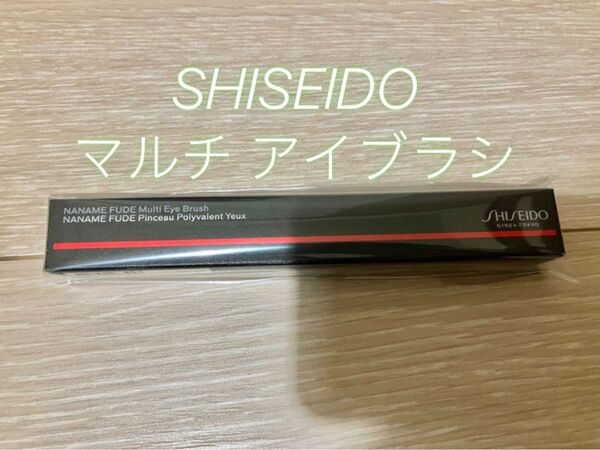 SHISEIDO
マルチ アイブラシ
NANAME FUDE Multi Eye Brush
NANAME FUDE Pinceau Polyvalent Yeux
SHISEIDO
GINZA TOKYO